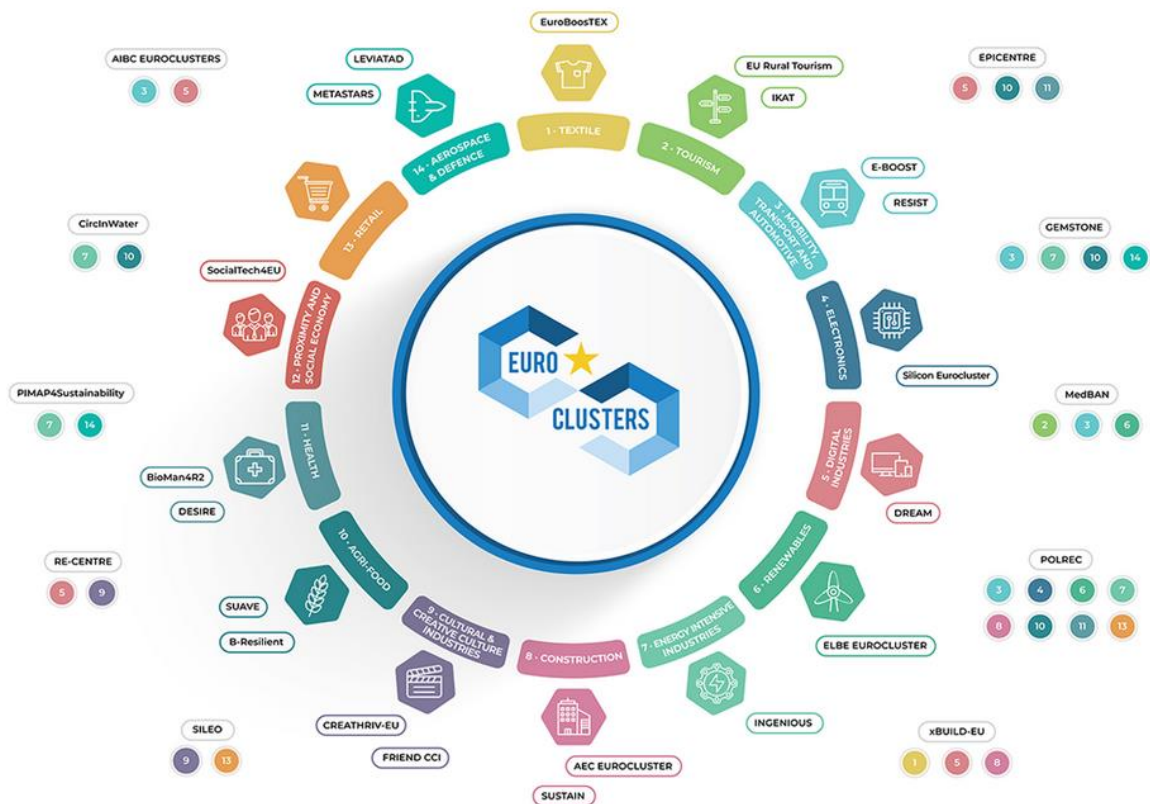 EuroBoosTEX
AIBC EUROCLUSTERS
3
5
LEVIATAD
METASTARS
EU Rural Tourism
IKAT
EPICENTRE
5
10
11
1 - TEXTILE
2 - TOURISM
14 - AEROSPACE
& DEFENCE
E-BOOST
RESIST
3 - MOBILITY,
TRANSPORT AND
AUTOMOTIVE
13 - RETAIL
CircInWater
7
10
GEMSTONE
3
7
10
14
SocialTech4EU
12 - PROXIMITY AND
SOCIAL ECONOMY
4 - ELECTRONICS
Silicon Eurocluster
EURO
CLUSTERS
PIMAP4Sustainability
7
14
MedBAN
2
3
6
11 - HEALTH
BioMan4R2
DESIRE
5 - DIGITAL
INDUSTRIES
DREAM
RE-CENTRE
5
9
POLREC
3
4
6
7
8
10
11
13
10 - AGRI-FOOD
SUAVE
B-Resilient
6 - RENEWABLES
ELBE EUROCLUSTER
9 - CULTURAL &
CREATIVE CULTURE
INDUSTRIES
8 - CONSTRUCTION
7 - ENERGY INTENSIVE
INDUSTRIES
CREATHRIV-EU
FRIEND CCI
INGENIOUS
SILEO
9
13
AEC EUROCLUSTER
SUSTAIN
xBUILD-EU
1
5
8